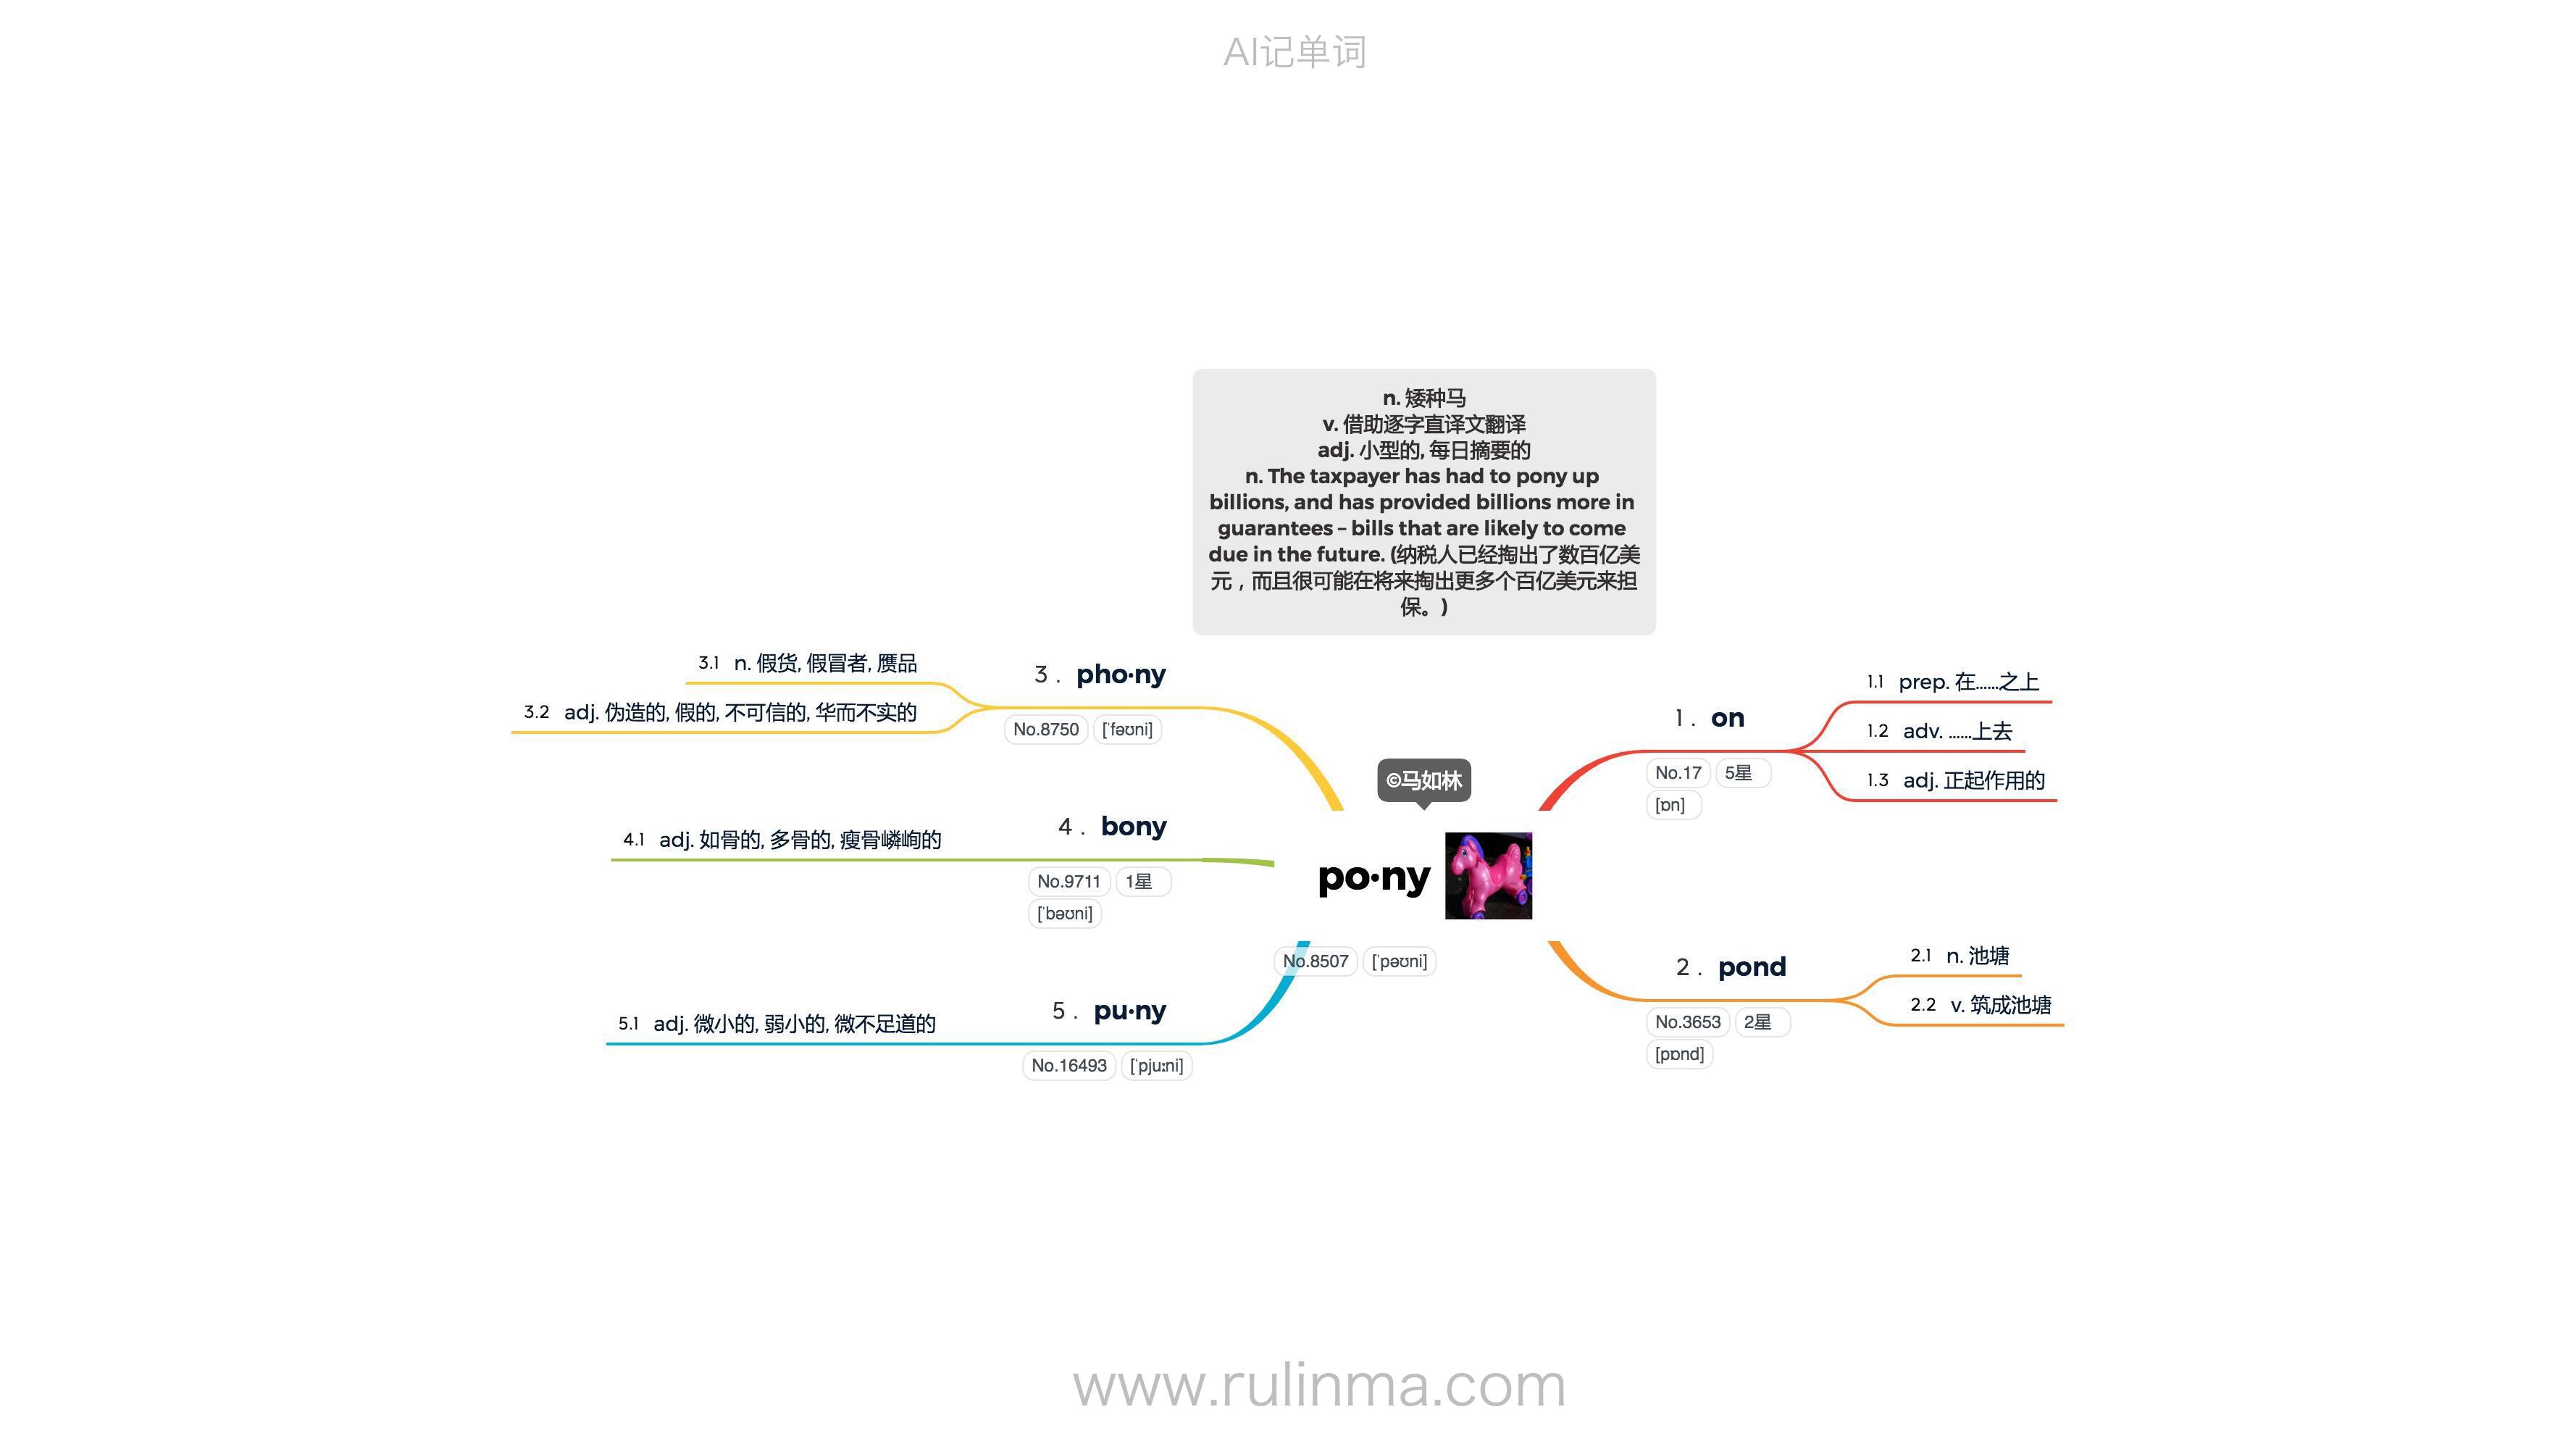 AI记单词
n. 矮种马
v. 借助逐字直译文翻译
adj. 小型的, 每日摘要的
n. The taxpayer has had to pony up
billions, and has provided billions more in
guarantees – bills that are likely to come
due in the future. (纳税人已经掏出了数百亿美
元，而且很可能在将来掏出更多个百亿美元来担
保。)
©马如林
po·ny
No.8507 [ˈpəʊni]
1. on
No.17 5星
[ɒn]
1.1 prep. 在……之上
1.2 adv. ……上去
1.3 adj. 正起作用的
2. pond
No.3653 2星
[pɒnd]
2.1 n. 池塘
2.2 v. 筑成池塘
3. pho·ny
No.8750 [ˈfəʊni]
3.1 n. 假货, 假冒者, 赝品
3.2 adj. 伪造的, 假的, 不可信的, 华而不实的
4. bony
No.9711 1星
[ˈbəʊni]
4.1 adj. 如骨的, 多骨的, 瘦骨嶙峋的
5. pu·ny
No.16493 [ˈpjuːni]
5.1 adj. 微小的, 弱小的, 微不足道的
www.rulinma.com